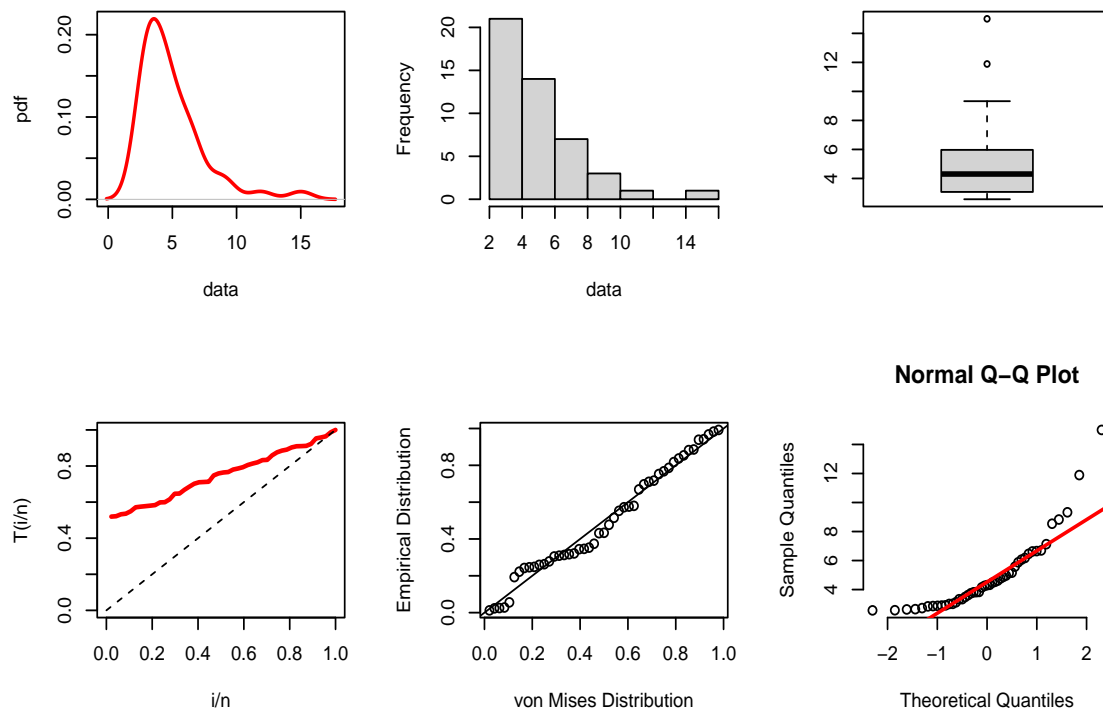 pdf
0.00 0.10 0.20
0 5 10 15
data
Frequency
0 5 10 15 20
2 4 6 8 10 14
data
4 6 8 12
T(i/n)
0.0 0.4 0.8
0.0 0.2 0.4 0.6 0.8 1.0
i/n
Empirical Distribution
0.0 0.4 0.8
0.0 0.2 0.4 0.6 0.8 1.0
von Mises Distribution
Normal Q−Q Plot
Sample Quantiles
4 6 8 12
−2 −1 0 1 2
Theoretical Quantiles